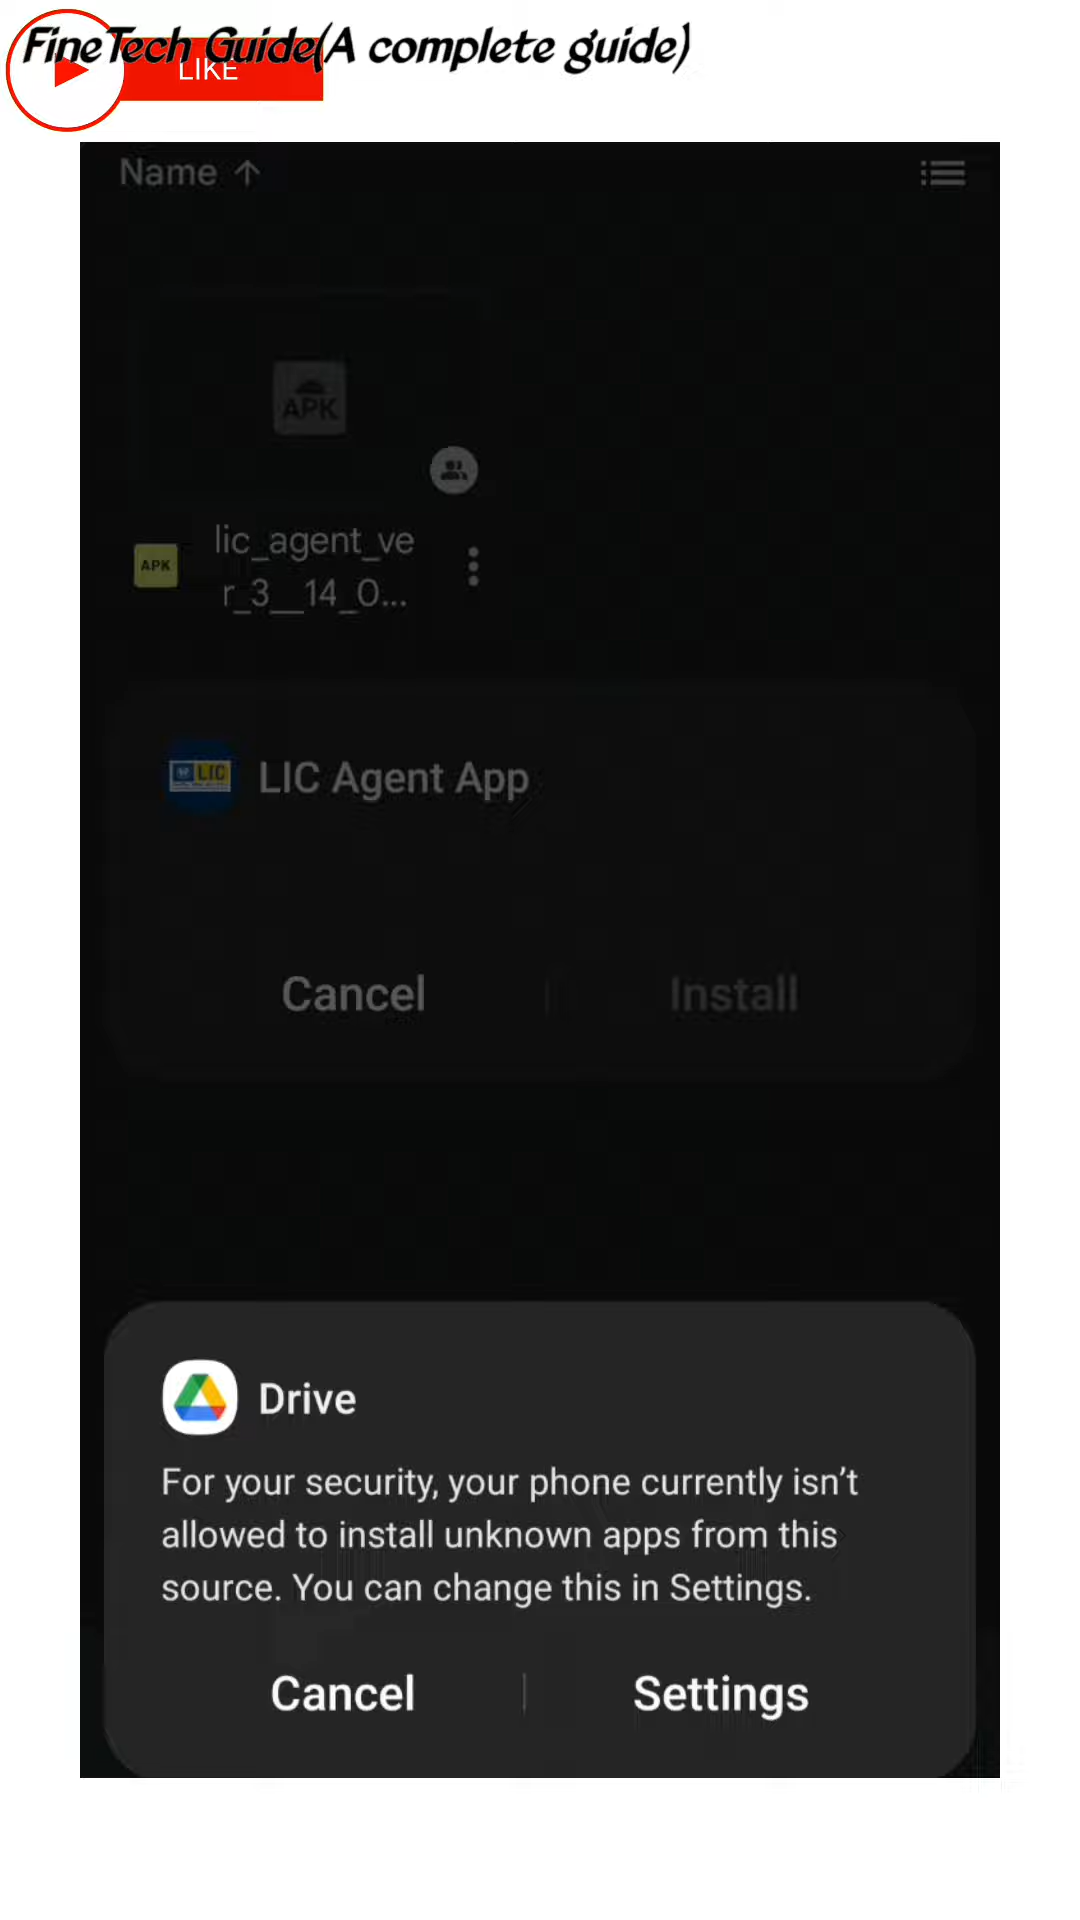 FineTech Guide(A complete guide)
LIKE
Name ↑
APK
APK
lic_agent_ve
r_3__14_0...
LIC
LIC Agent App
Cancel
Install
Drive
For your security, your phone currently isn’t
allowed to install unknown apps from this
source. You can change this in Settings.
Cancel
Settings